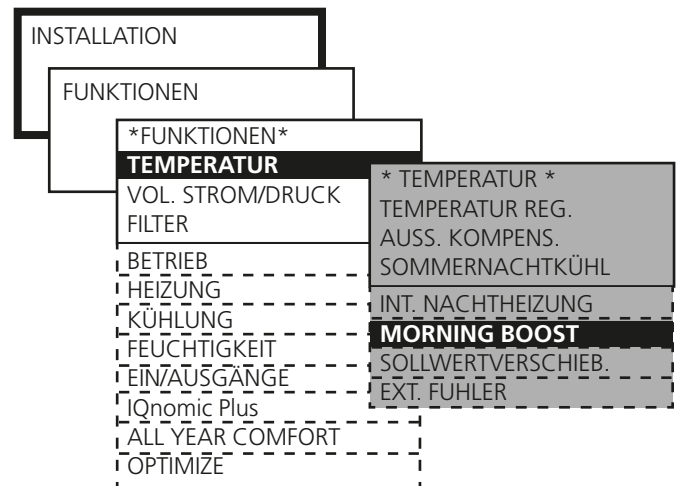 INSTALLATION
FUNKTIONEN
*FUNKTIONEN*
TEMPERATUR
VOL. STROM/DRUCK
FILTER
BETRIEB
HEIZUNG
KÜHLUNG
FEUCHTIGKEIT
EIN/AUSGÄNGE
IQnomic Plus
ALL YEAR COMFORT
OPTIMIZE
* TEMPERATUR *
TEMPERATUR REG.
AUSS. KOMPENS.
SOMMERNACHTKÜHL
INT. NACHTHEIZUNG
MORNING BOOST
SOLLWERTVERSCHIEB.
EXT. FUHLER